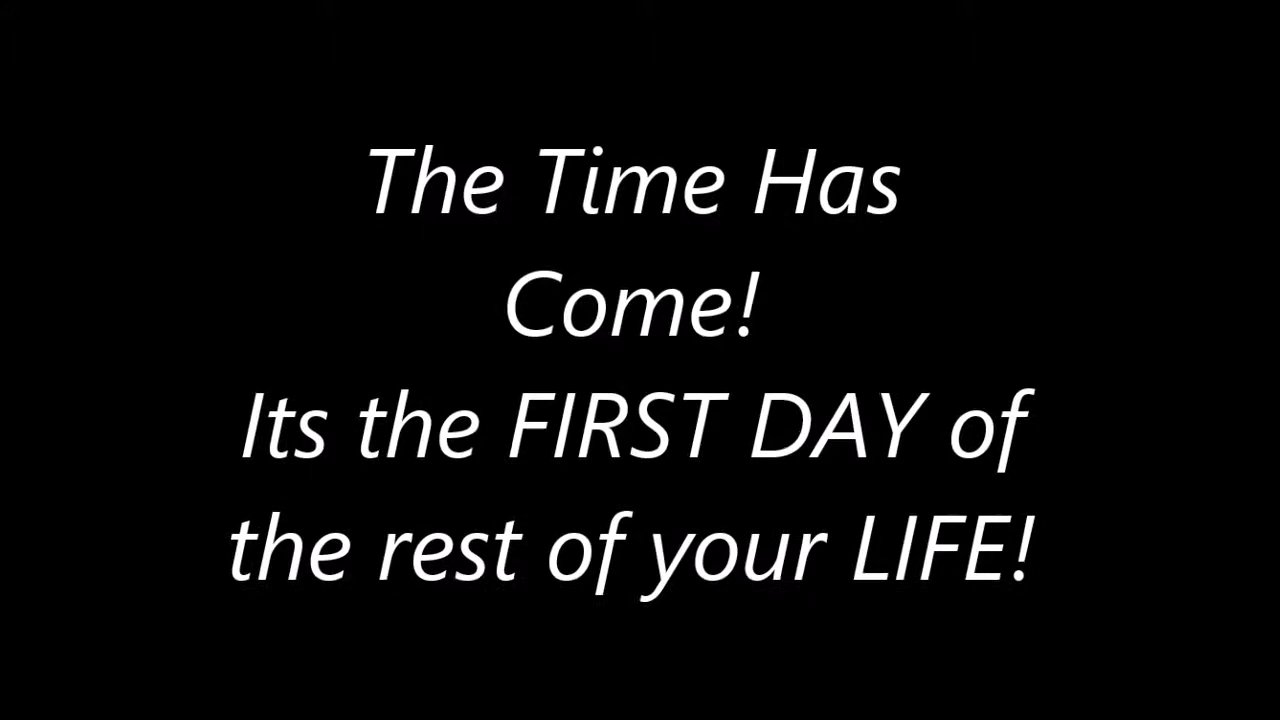 The Time Has
Come!
Its the FIRST DAY of
the rest of your LIFE!